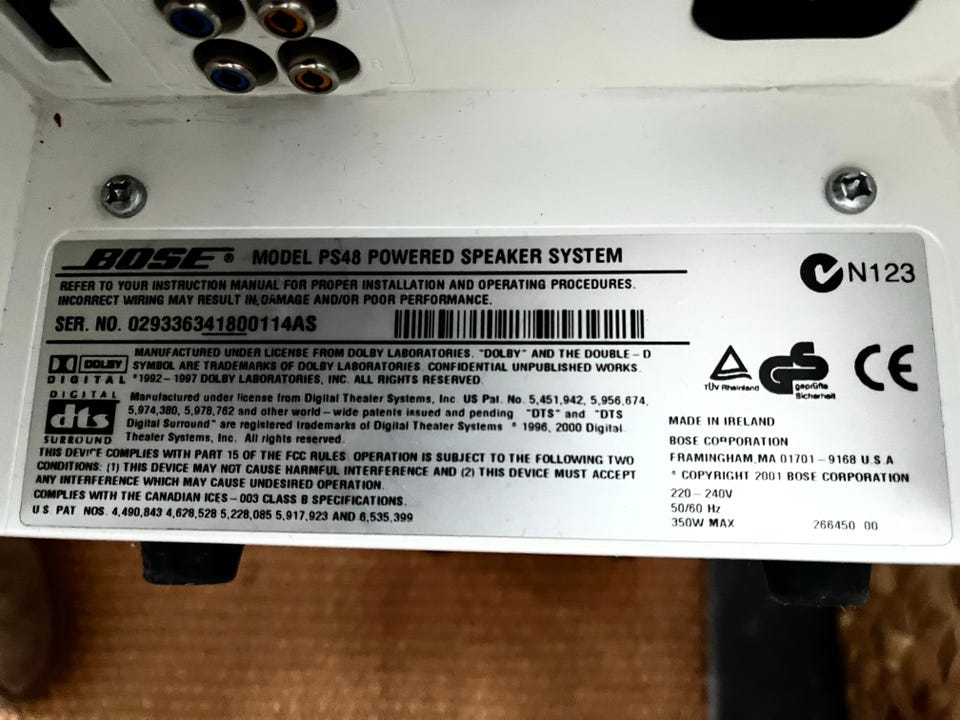 BOSE® MODEL PS48 POWERED SPEAKER SYSTEM
REFER TO YOUR INSTRUCTION MANUAL FOR PROPER INSTALLATION AND OPERATING PROCEDURES.
INCORRECT WIRING MAY RESULT IN DAMAGE AND/OR POOR PERFORMANCE.
SER. NO. 029336341800114AS
N123
DOLBY
DIGITAL
MANUFACTURED UNDER LICENSE FROM DOLBY LABORATORIES. "DOLBY" AND THE DOUBLE-D
SYMBOL ARE TRADEMARKS OF DOLBY LABORATORIES. CONFIDENTIAL UNPUBLISHED WORKS.
©1992-1997 DOLBY LABORATORIES, INC. ALL RIGHTS RESERVED.
DIGITAL
dts
SURROUND
Manufactured under license from Digital Theater Systems, Inc. US Pat. No. 5,451,942, 5,956,674,
5,974,380, 5,978,762 and other world-wide patents issued and pending "DTS" and "DTS
Digital Surround" are registered trademarks of Digital Theater Systems © 1996, 2000 Digital
Theater Systems, Inc. All rights reserved.
THIS DEVICE COMPLIES WITH PART 15 OF THE FCC RULES. OPERATION IS SUBJECT TO THE FOLLOWING TWO
CONDITIONS: (1) THIS DEVICE MAY NOT CAUSE HARMFUL INTERFERENCE AND (2) THIS DEVICE MUST ACCEPT
ANY INTERFERENCE WHICH MAY CAUSE UNDESIRED OPERATION.
COMPLIES WITH THE CANADIAN ICES-003 CLASS B SPECIFICATIONS.
U.S. PAT NOS. 4,490,843 4,628,528 5,228,085 5,917,923 AND 6,535,399
TÜV Rheinland
GS
geprüfte
Sicherheit
CE
MADE IN IRELAND
BOSE CORPORATION
FRAMINGHAM, MA 01701-9168 U.S.A
© COPYRIGHT 2001 BOSE CORPORATION
220-240V
50/60 Hz
350W MAX
266450 00